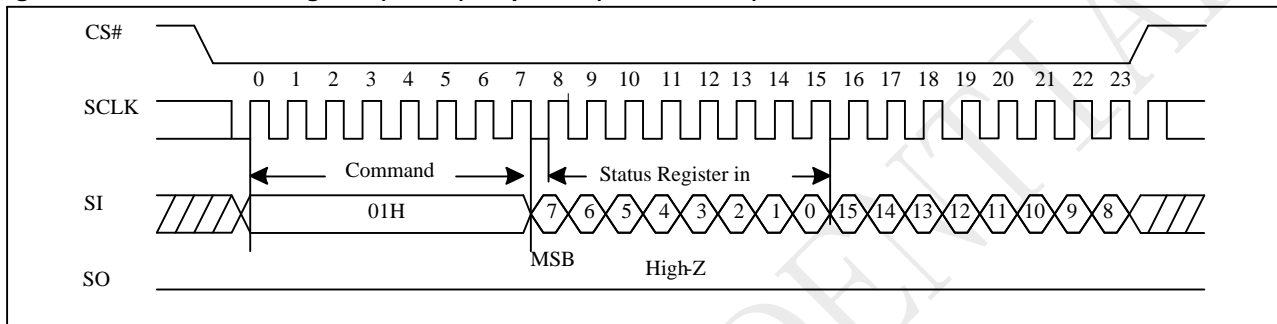 CS#
0 1 2 3 4 5 6 7 8 9 10 11 12 13 14 15 16 17 18 19 20 21 22 23
SCLK
Command
Status Register in
SI
01H
7 6 5 4 3 2 1 0 15 14 13 12 11 10 9 8
MSB
High-Z
SO